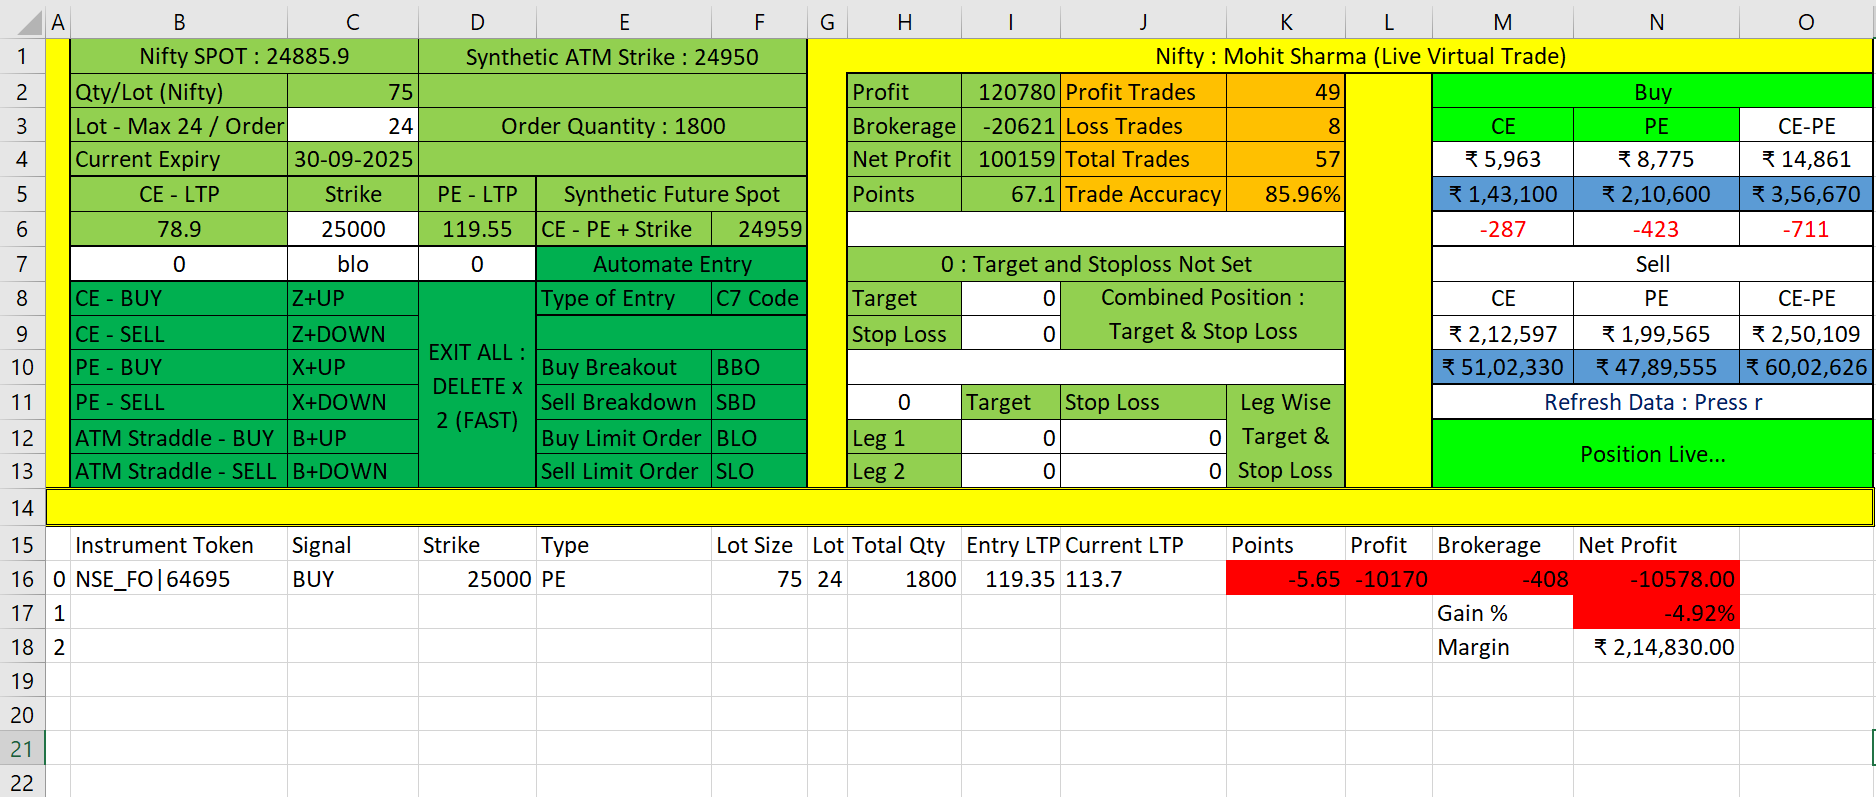 A B C D E F G H I J K L M N O
1 Nifty SPOT : 24885.9 Synthetic ATM Strike : 24950 Nifty : Mohit Sharma (Live Virtual Trade)
2 Qty/Lot (Nifty) 75 Profit 120780 Profit Trades 49 Buy
3 Lot - Max 24 / Order 24 Order Quantity : 1800 Brokerage -20621 Loss Trades 8 CE PE CE-PE
4 Current Expiry 30-09-2025 Net Profit 100159 Total Trades 57 ₹ 5,963 ₹ 8,775 ₹ 14,861
5 CE - LTP Strike PE - LTP Synthetic Future Spot Points 67.1 Trade Accuracy 85.96% ₹ 1,43,100 ₹ 2,10,600 ₹ 3,56,670
6 78.9 25000 119.55 CE - PE + Strike 24959 -287 -423 -711
7 0 blo 0 Automate Entry 0 : Target and Stoploss Not Set Sell
8 CE - BUY Z+UP Type of Entry C7 Code Target 0 Combined Position : CE PE CE-PE
9 CE - SELL Z+DOWN EXIT ALL : Stop Loss 0 Target & Stop Loss ₹ 2,12,597 ₹ 1,99,565 ₹ 2,50,109
10 PE - BUY X+UP DELETE x Buy Breakout BBO ₹ 51,02,330 ₹ 47,89,555 ₹ 60,02,626
11 PE - SELL X+DOWN 2 (FAST) Sell Breakdown SBD 0 Target Stop Loss Leg Wise Refresh Data : Press r
12 ATM Straddle - BUY B+UP Buy Limit Order BLO Leg 1 0 0 Target & Position Live...
13 ATM Straddle - SELL B+DOWN Sell Limit Order SLO Leg 2 0 0 Stop Loss
14
15 Instrument Token Signal Strike Type Lot Size Lot Total Qty Entry LTP Current LTP Points Profit Brokerage Net Profit
16 0 NSE_FO|64695 BUY 25000 PE 75 24 1800 119.35 113.7 -5.65 -10170 -408 -10578.00
17 1 Gain % -4.92%
18 2 Margin ₹ 2,14,830.00
19
20
21
22